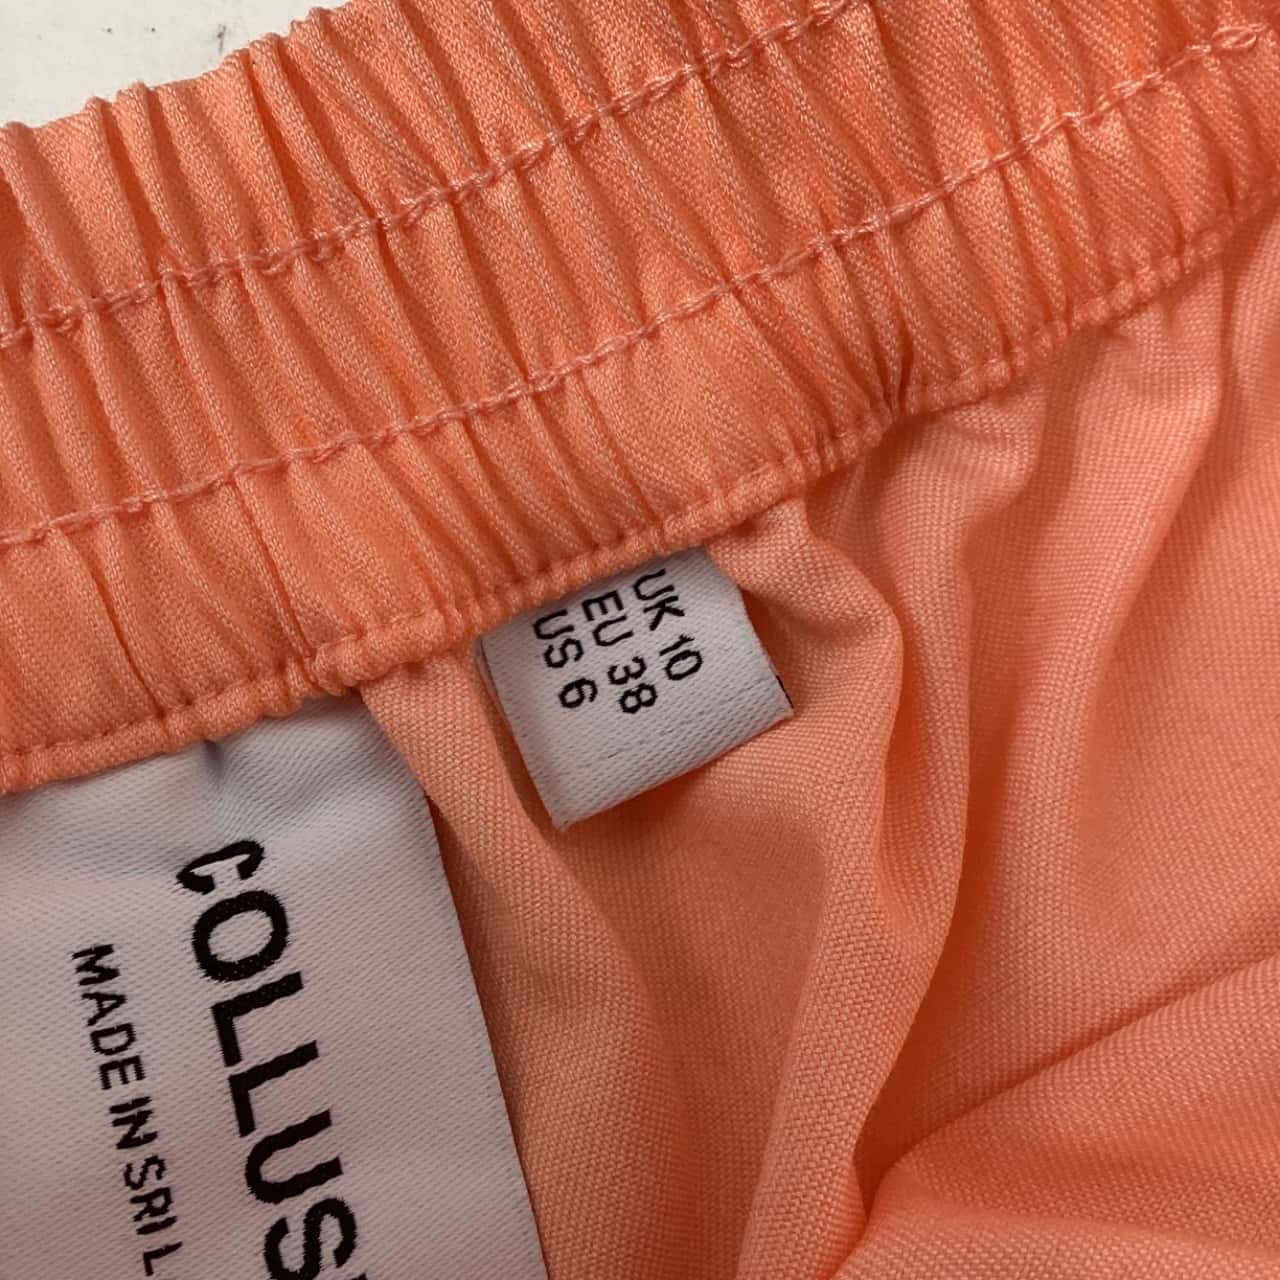 UK 10
EU 38
US 6
COLLUS
MADE IN SRI L